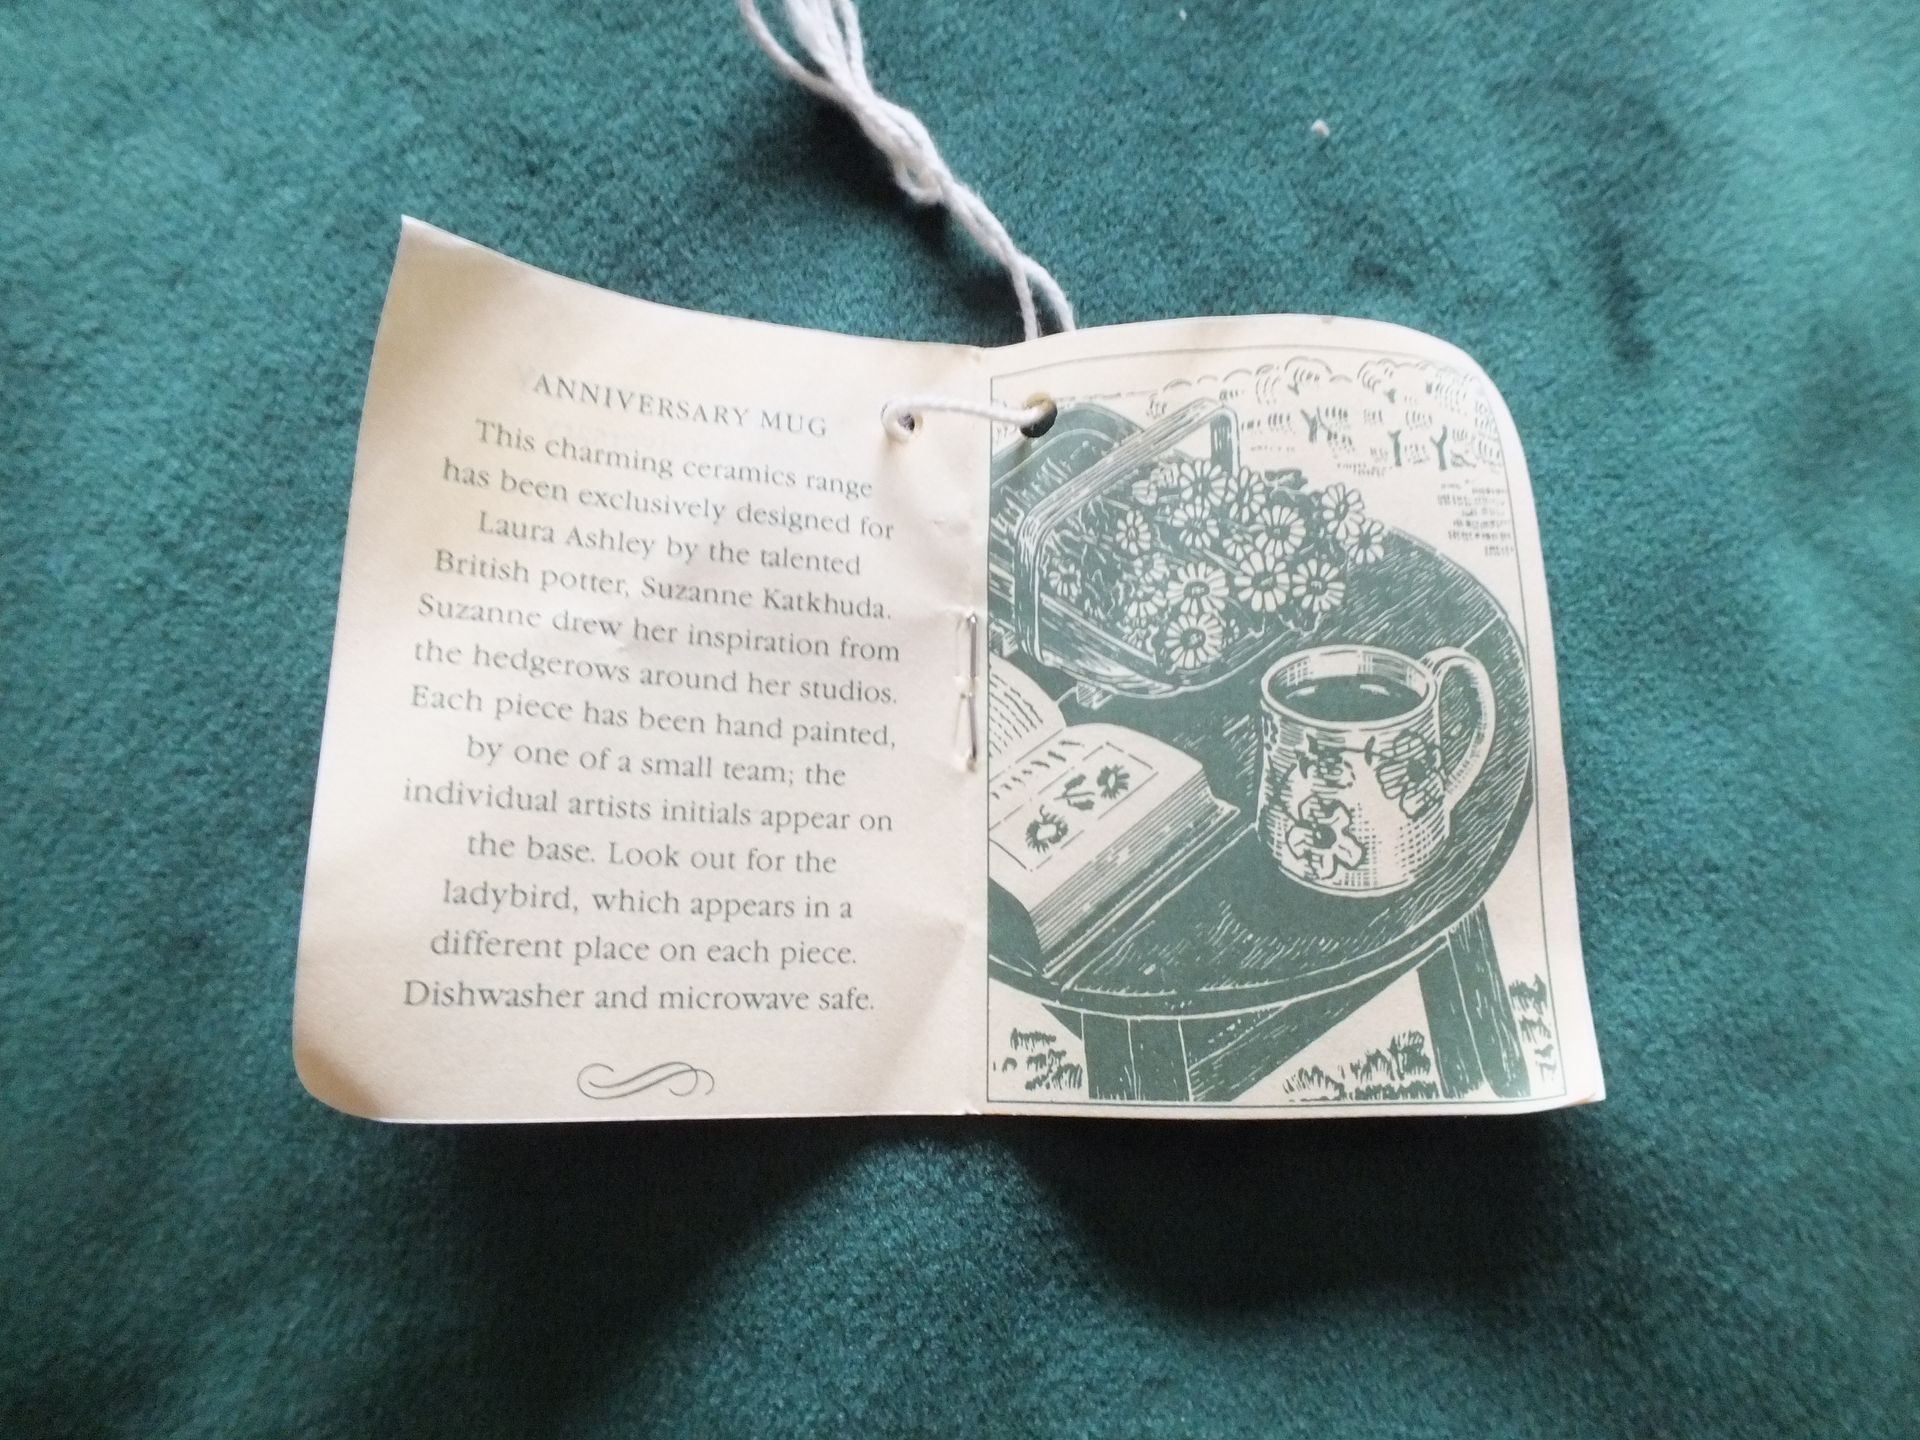 ANNIVERSARY MUG
This charming ceramics range
has been exclusively designed for
Laura Ashley by the talented
British potter, Suzanne Katkhuda.
Suzanne drew her inspiration from
the hedgerows around her studios.
Each piece has been hand painted,
by one of a small team; the
individual artists initials appear on
the base. Look out for the
ladybird, which appears in a
different place on each piece.
Dishwasher and microwave safe.